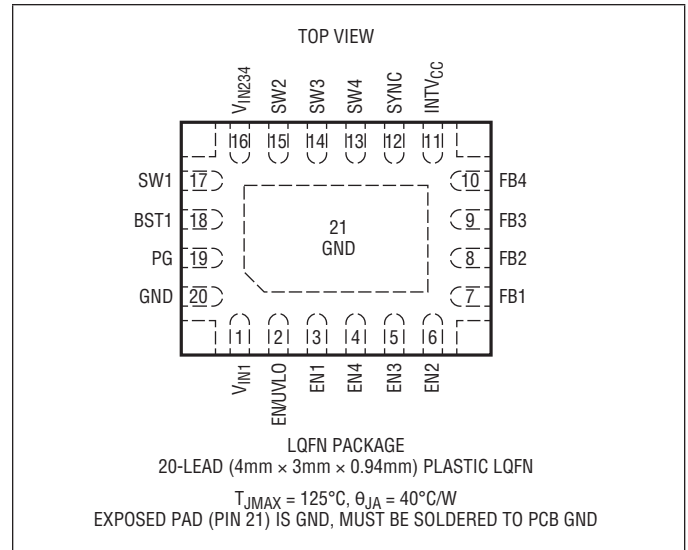 TOP VIEW
VIN234
SW2
SW3
SW4
SYNC
INTVCC
16 15 14 13 12 11
SW1 17
10 FB4
BST1 18
9 FB3
21
GND
PG 19
8 FB2
GND 20
7 FB1
1 2 3 4 5 6
VIN1
EN/UVLO
EN1
EN4
EN3
EN2
LQFN PACKAGE
20-LEAD (4mm × 3mm × 0.94mm) PLASTIC LQFN
TJMAX = 125°C, θJA = 40°C/W
EXPOSED PAD (PIN 21) IS GND, MUST BE SOLDERED TO PCB GND